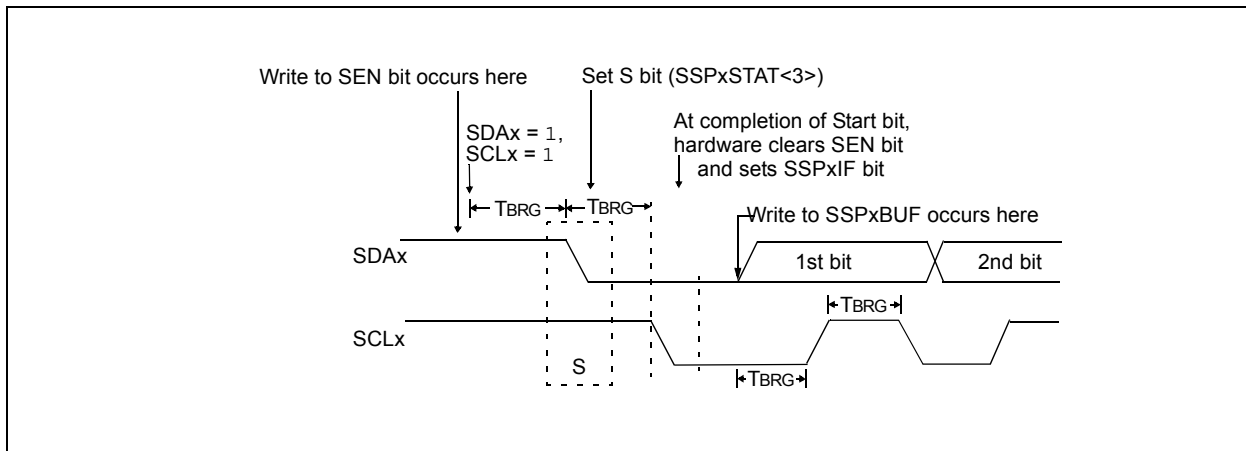 Write to SEN bit occurs here
Set S bit (SSPxSTAT<3>)
SDAx = 1,
SCLx = 1
At completion of Start bit,
hardware clears SEN bit
and sets SSPxIF bit
TBRG
TBRG
Write to SSPxBUF occurs here
SDAx
1st bit
2nd bit
TBRG
SCLx
S
TBRG